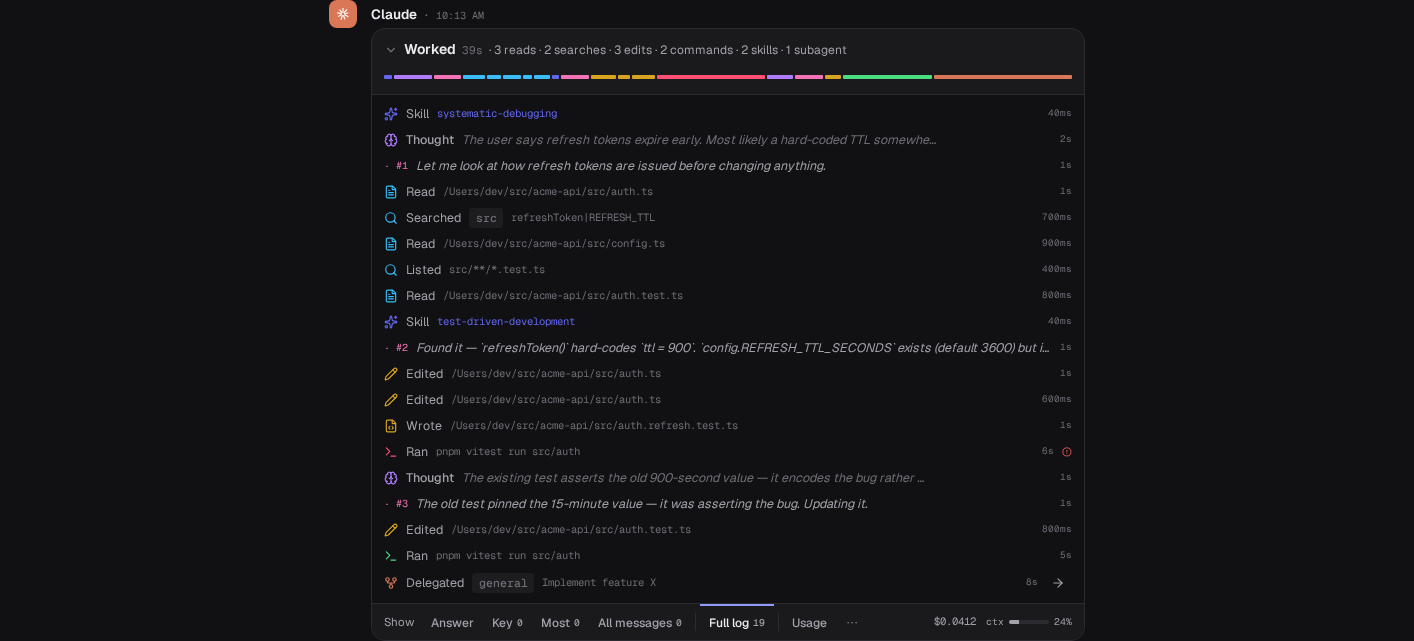 Claude · 10:13 AM
Worked 39s · 3 reads · 2 searches · 3 edits · 2 commands · 2 skills · 1 subagent
Skill systematic-debugging 40ms
Thought The user says refresh tokens expire early. Most likely a hard-coded TTL somewhe… 2s
· #1 Let me look at how refresh tokens are issued before changing anything. 1s
Read /Users/dev/src/acme-api/src/auth.ts 1s
Searched src refreshToken|REFRESH_TTL 700ms
Read /Users/dev/src/acme-api/src/config.ts 900ms
Listed src/**/*.test.ts 400ms
Read /Users/dev/src/acme-api/src/auth.test.ts 800ms
Skill test-driven-development 40ms
· #2 Found it — `refreshToken()` hard-codes `ttl = 900`. `config.REFRESH_TTL_SECONDS` exists (default 3600) but i… 1s
Edited /Users/dev/src/acme-api/src/auth.ts 1s
Edited /Users/dev/src/acme-api/src/auth.ts 600ms
Wrote /Users/dev/src/acme-api/src/auth.refresh.test.ts 1s
Ran pnpm vitest run src/auth 6s
Thought The existing test asserts the old 900-second value — it encodes the bug rather … 1s
· #3 The old test pinned the 15-minute value — it was asserting the bug. Updating it. 1s
Edited /Users/dev/src/acme-api/src/auth.test.ts 800ms
Ran pnpm vitest run src/auth 5s
Delegated general Implement feature X 8s
Show Answer Key 0 Most 0 All messages 0 Full log 19 Usage ··· $0.0412 ctx 24%